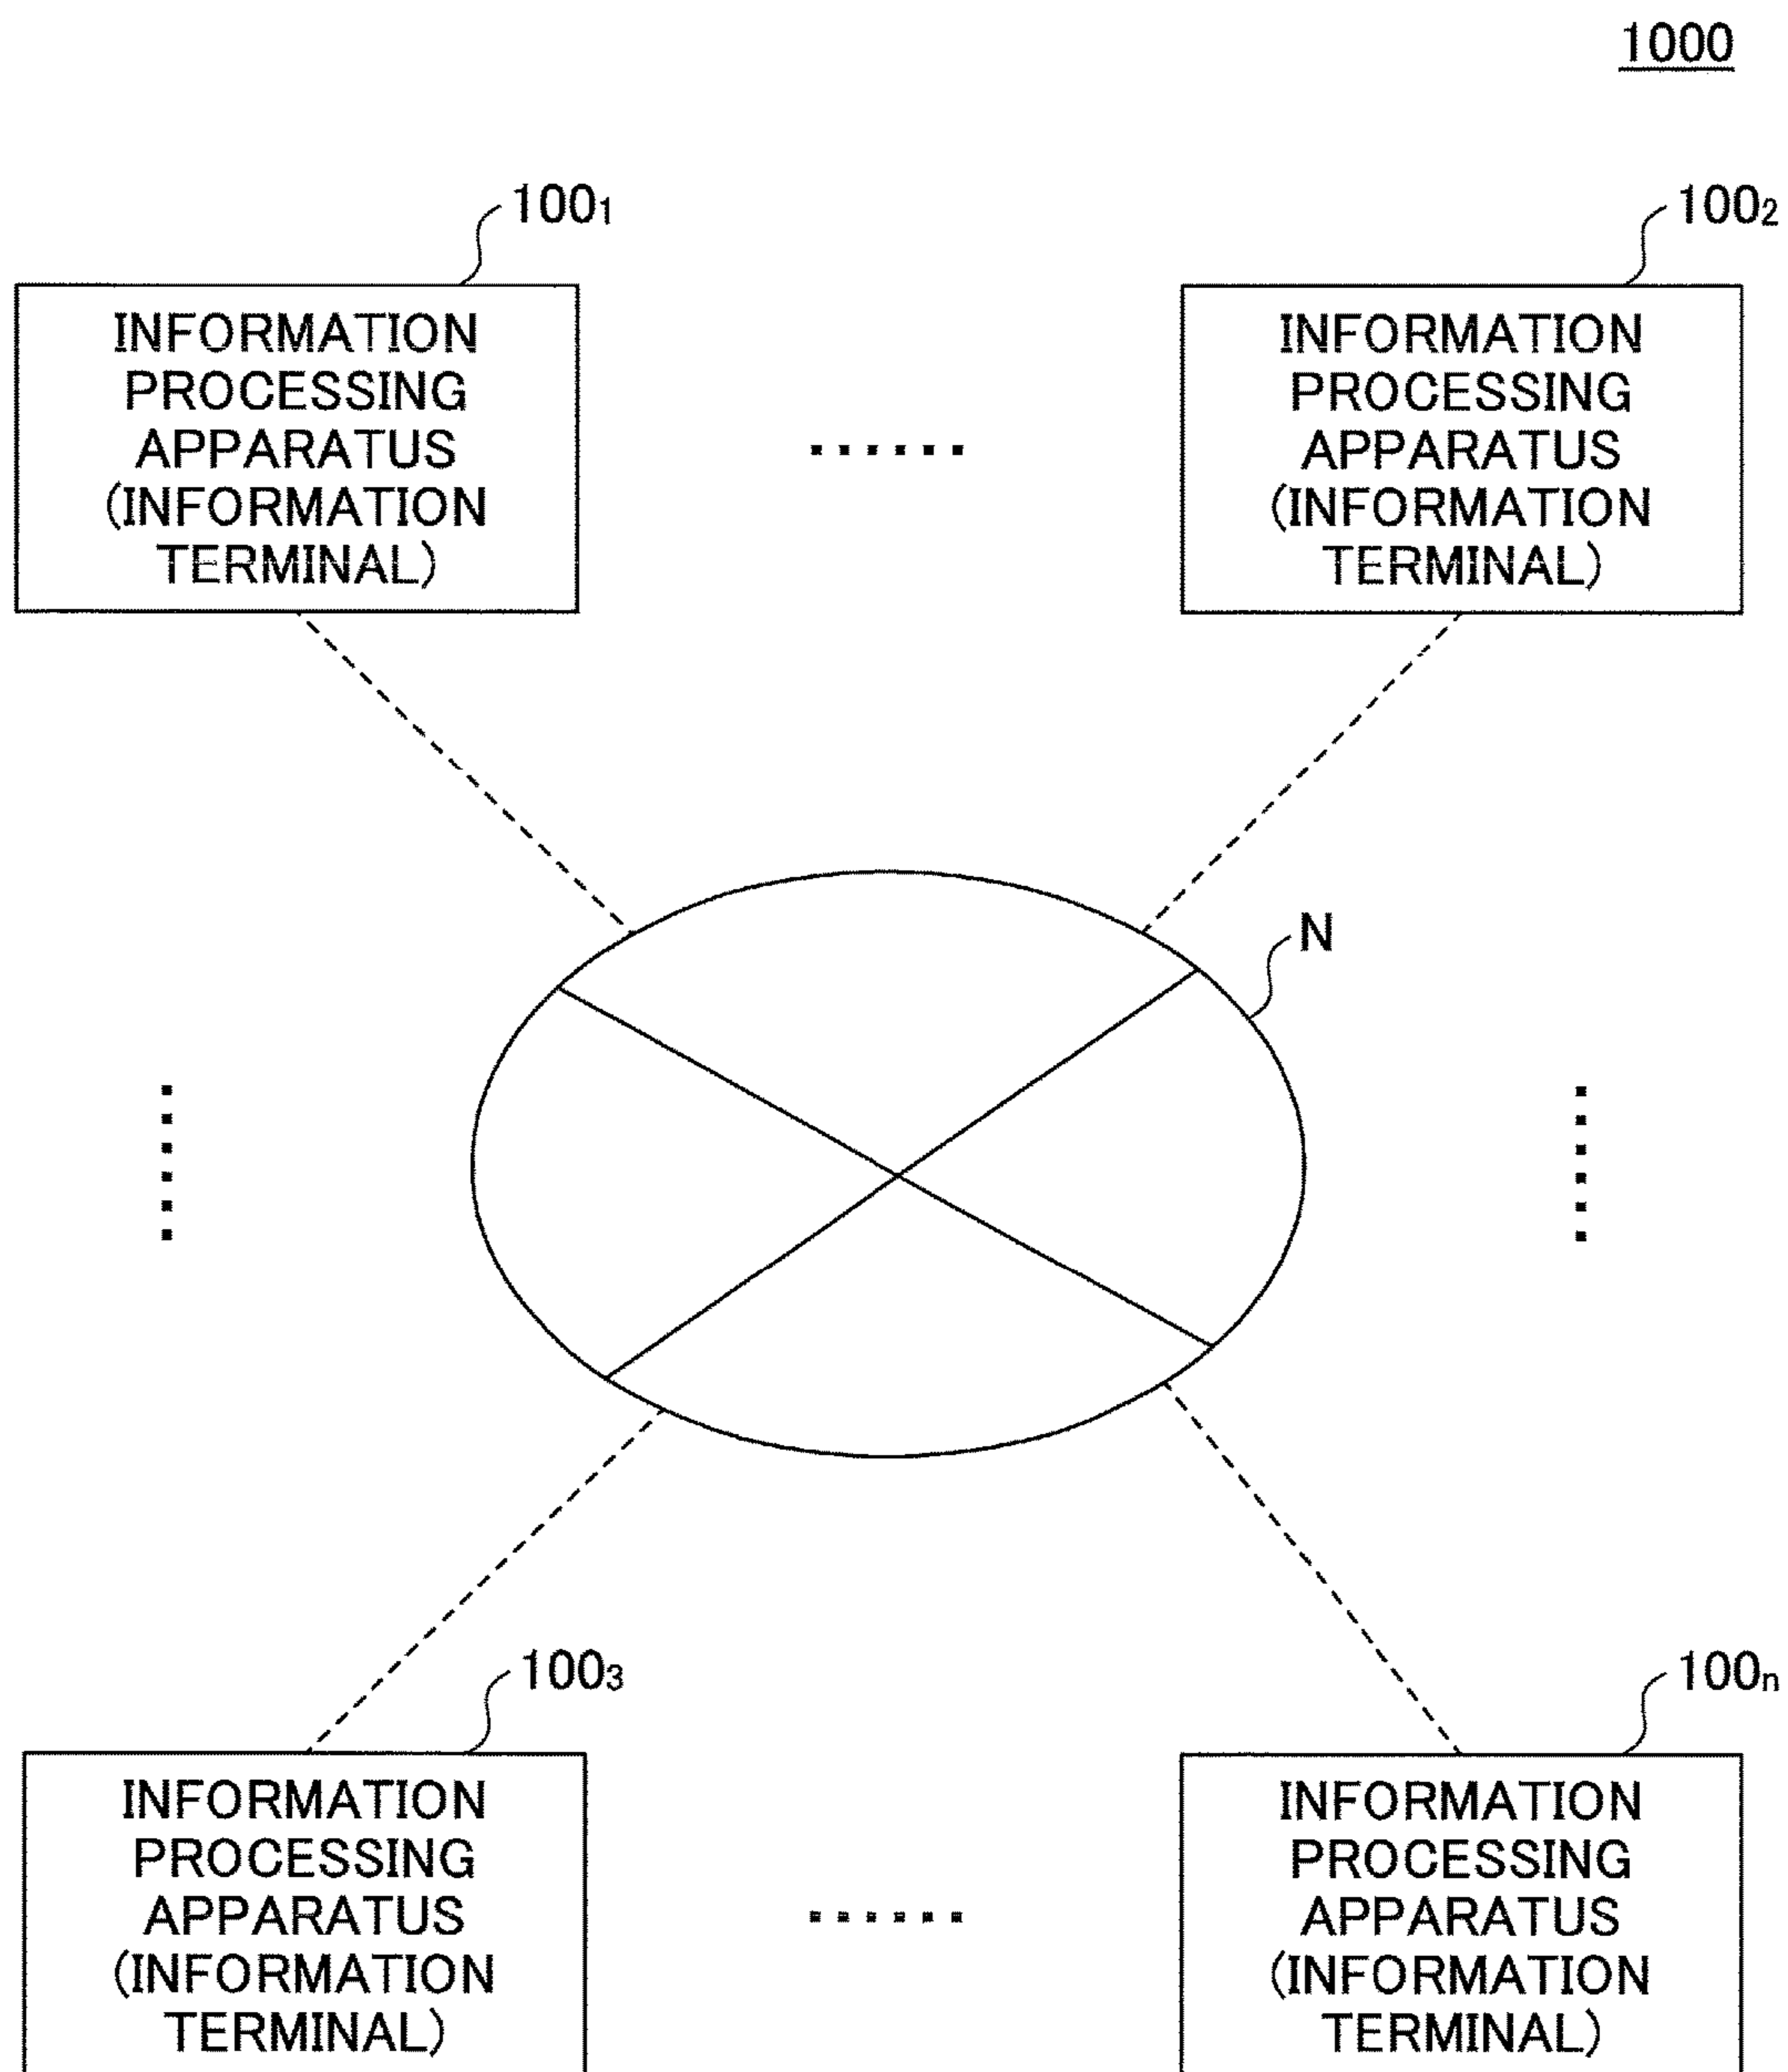 1000
100₁
100₂
INFORMATION
PROCESSING
APPARATUS
(INFORMATION
TERMINAL)
INFORMATION
PROCESSING
APPARATUS
(INFORMATION
TERMINAL)
N
100₃
100ₙ
INFORMATION
PROCESSING
APPARATUS
(INFORMATION
TERMINAL)
INFORMATION
PROCESSING
APPARATUS
(INFORMATION
TERMINAL)